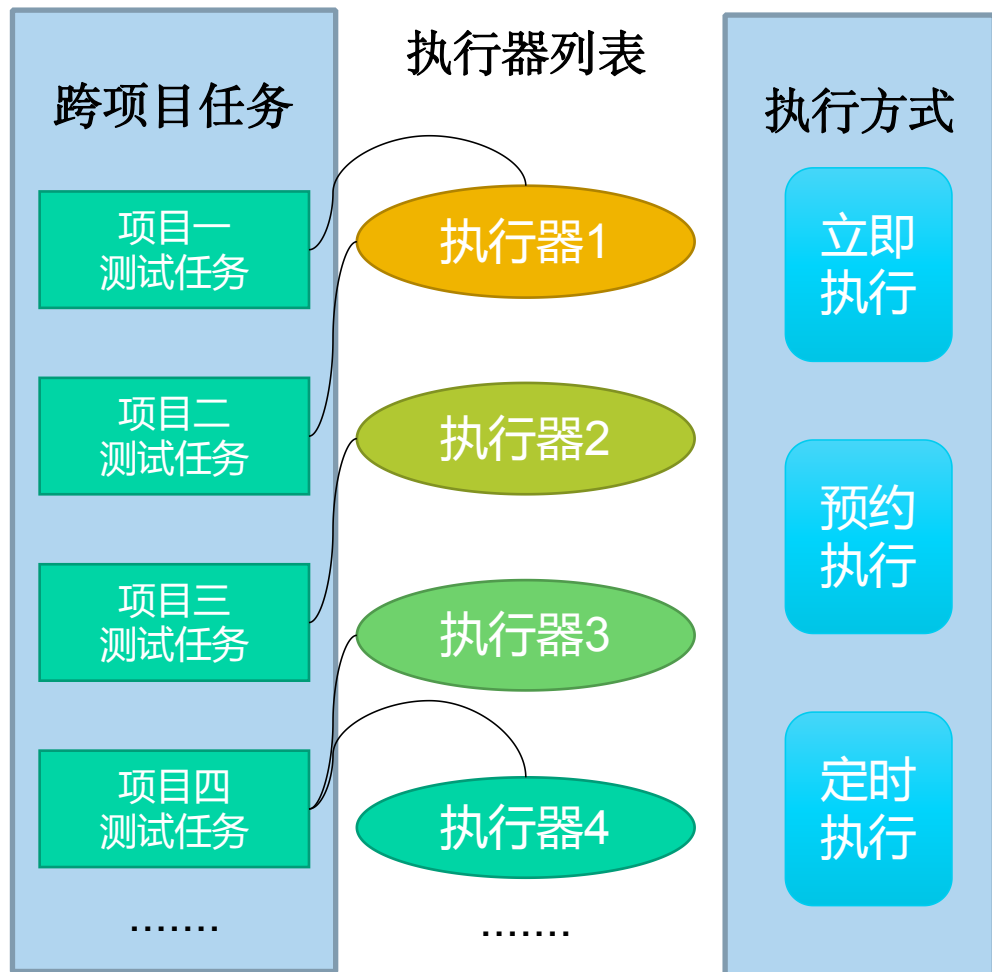 跨项目任务
项目一
测试任务
项目二
测试任务
项目三
测试任务
项目四
测试任务
.......
执行器列表
执行器1
执行器2
执行器3
执行器4
.......
执行方式
立即
执行
预约
执行
定时
执行